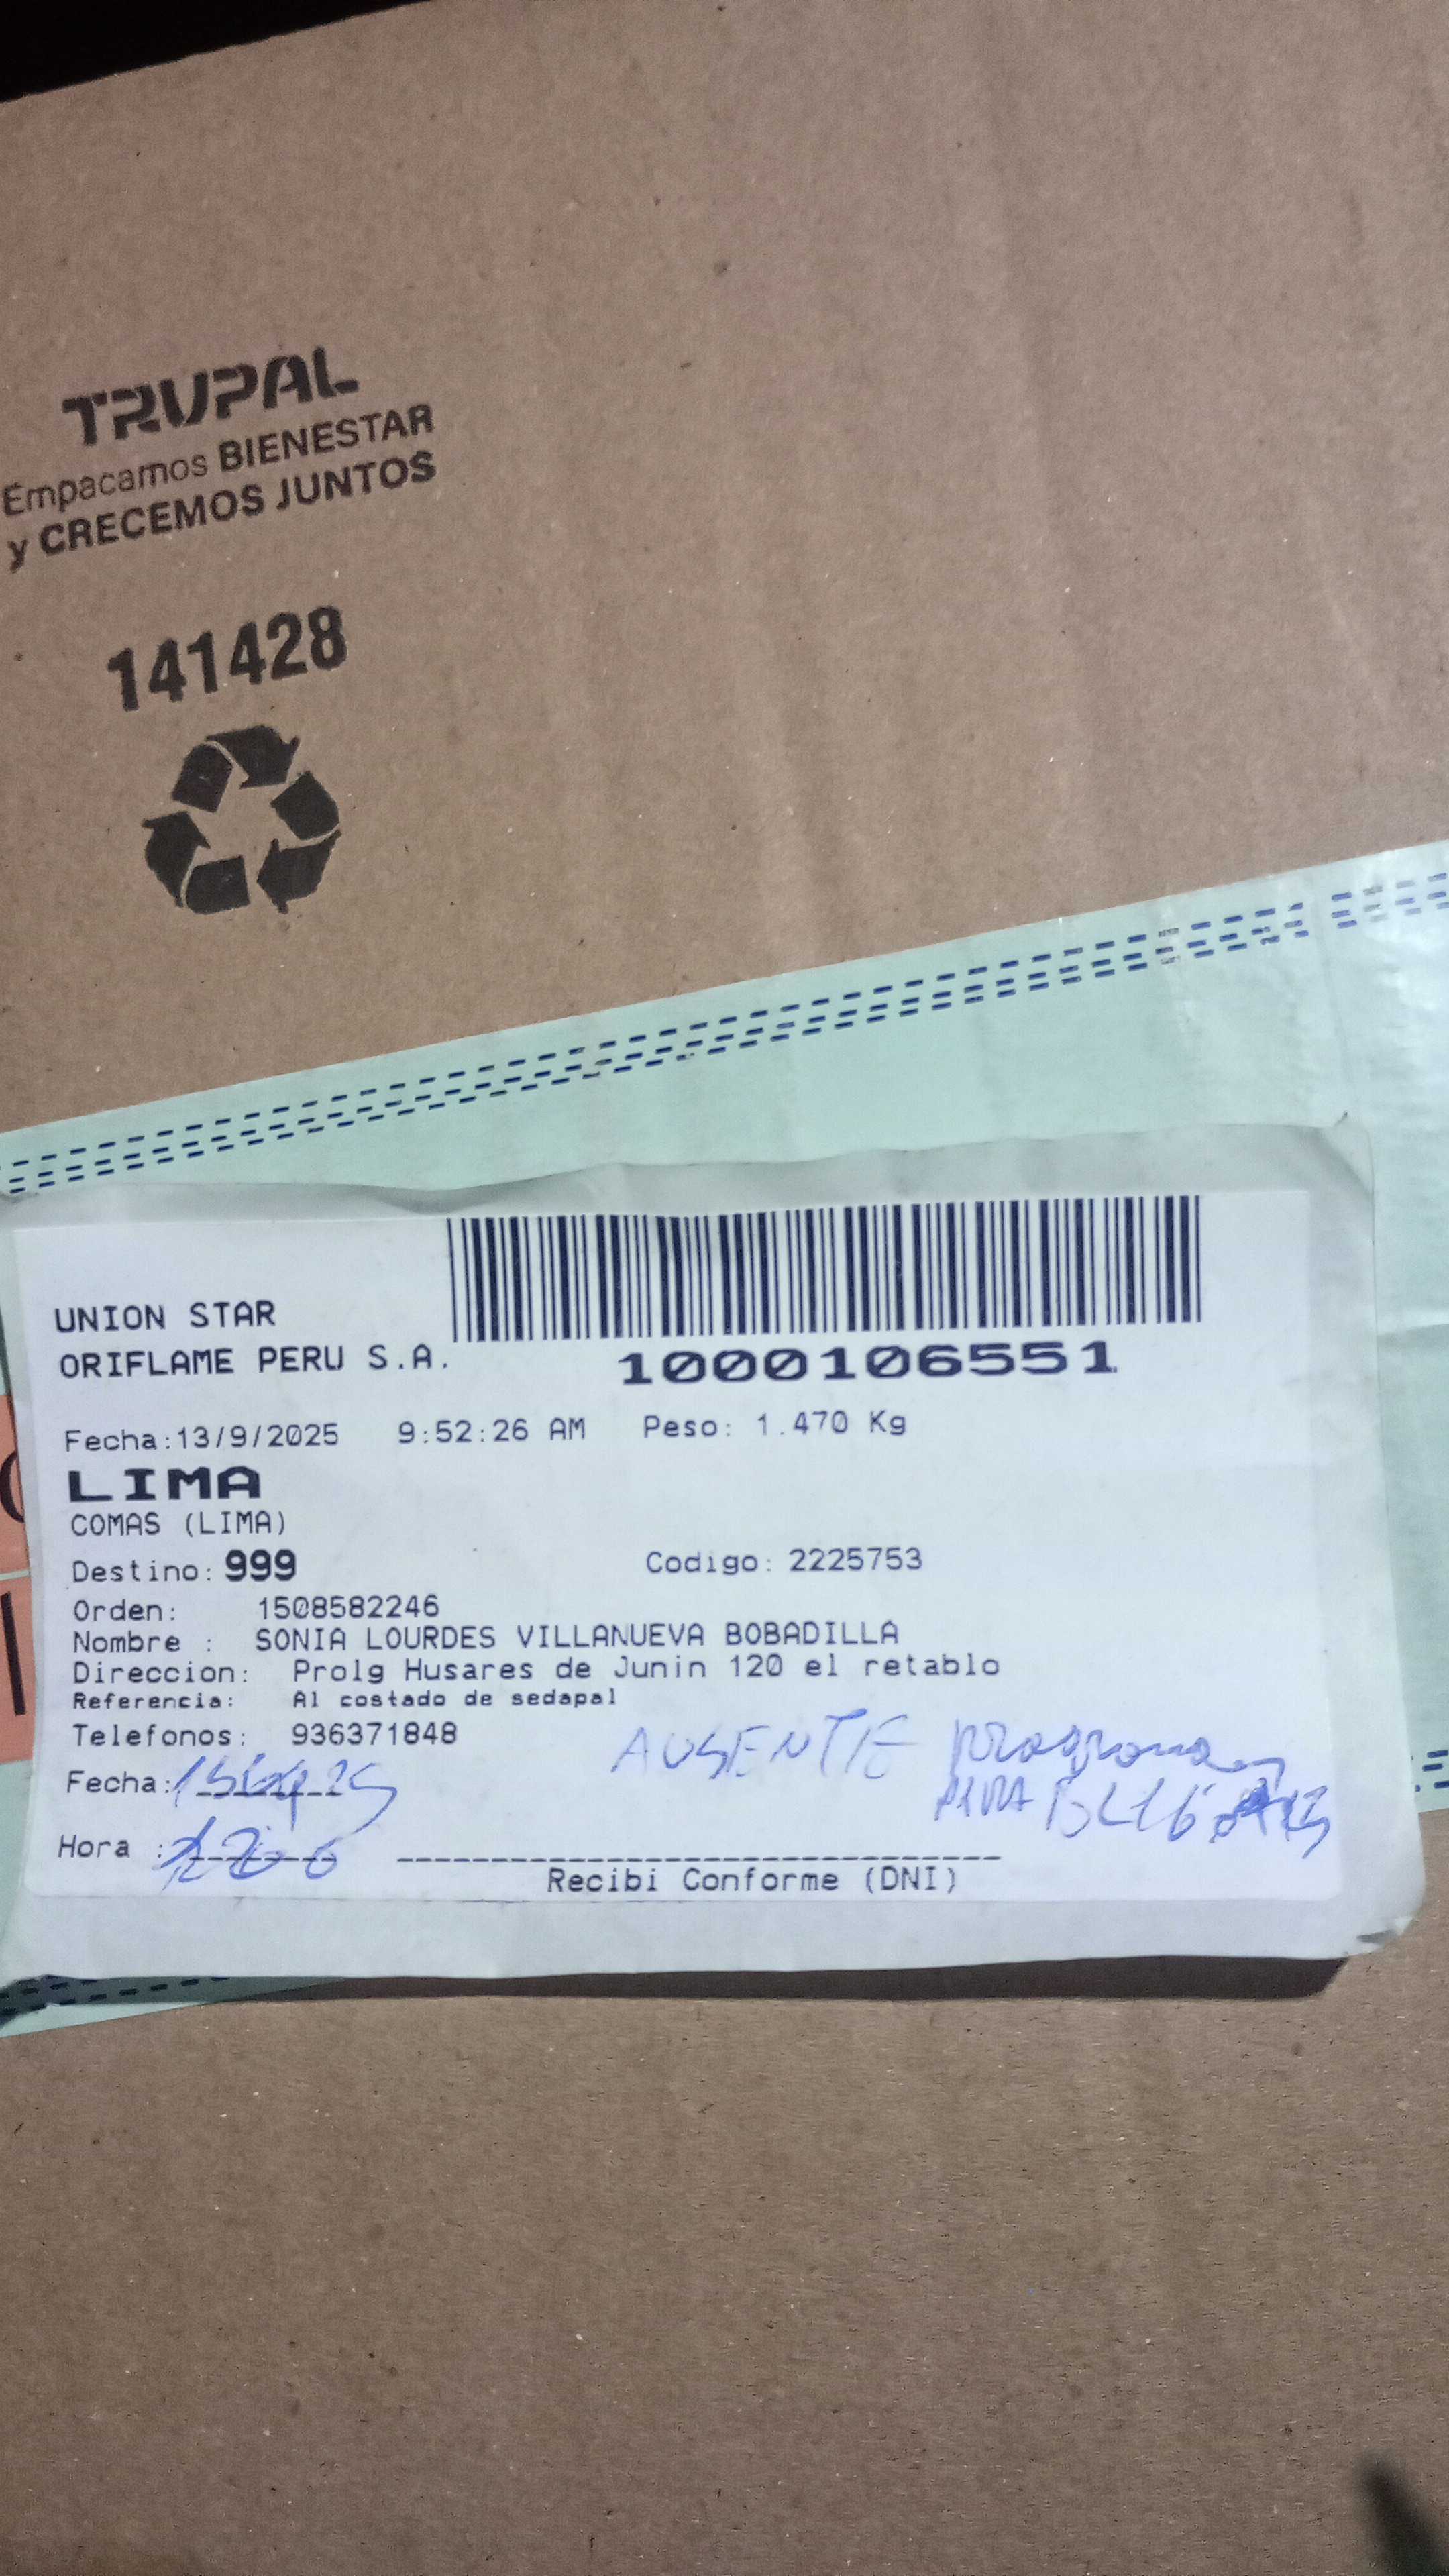 TRUPAL
Empacamos BIENESTAR
y CRECEMOS JUNTOS
141428
UNION STAR
ORIFLAME PERU S.A.
1000106551
Fecha:13/9/2025 9:52:26 AM Peso: 1.470 Kg
LIMA
COMAS (LIMA)
Destino: 999 Codigo: 2225753
Orden: 1508582246
Nombre : SONIA LOURDES VILLANUEVA BOBADILLA
Direccion: Prolg Husares de Junin 120 el retablo
Referencia: Al costado de sedapal
Telefonos: 936371848
AUSENTE
Fecha:
PARA
Hora :
Recibi Conforme (DNI)